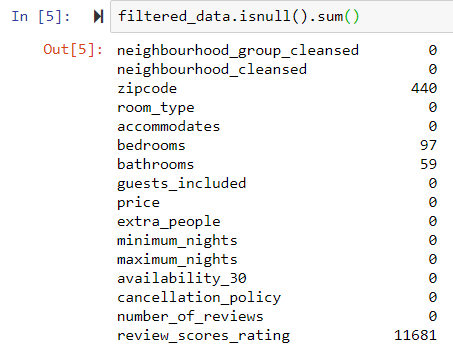 In [5]: filtered_data.isnull().sum()
Out[5]: neighbourhood_group_cleansed 0
neighbourhood_cleansed 0
zipcode 440
room_type 0
accommodates 0
bedrooms 97
bathrooms 59
guests_included 0
price 0
extra_people 0
minimum_nights 0
maximum_nights 0
availability_30 0
cancellation_policy 0
number_of_reviews 0
review_scores_rating 11681